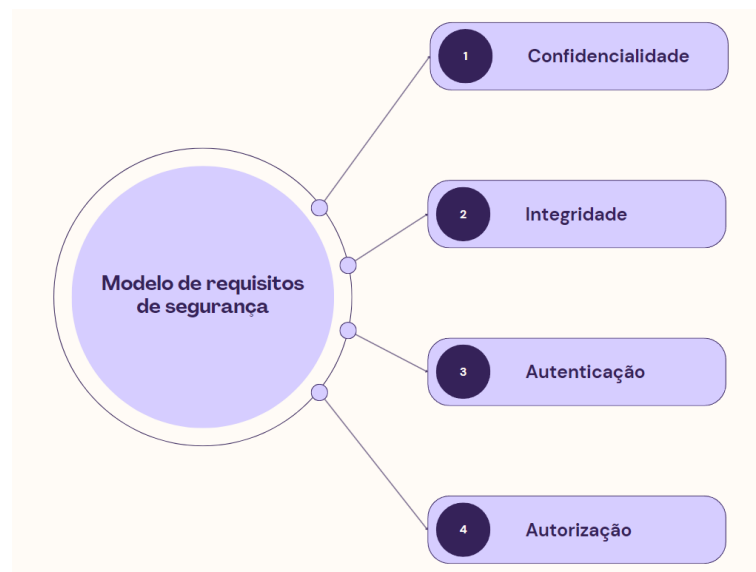 Modelo de requisitos
de segurança
1
Confidencialidade
2
Integridade
3
Autenticação
4
Autorização